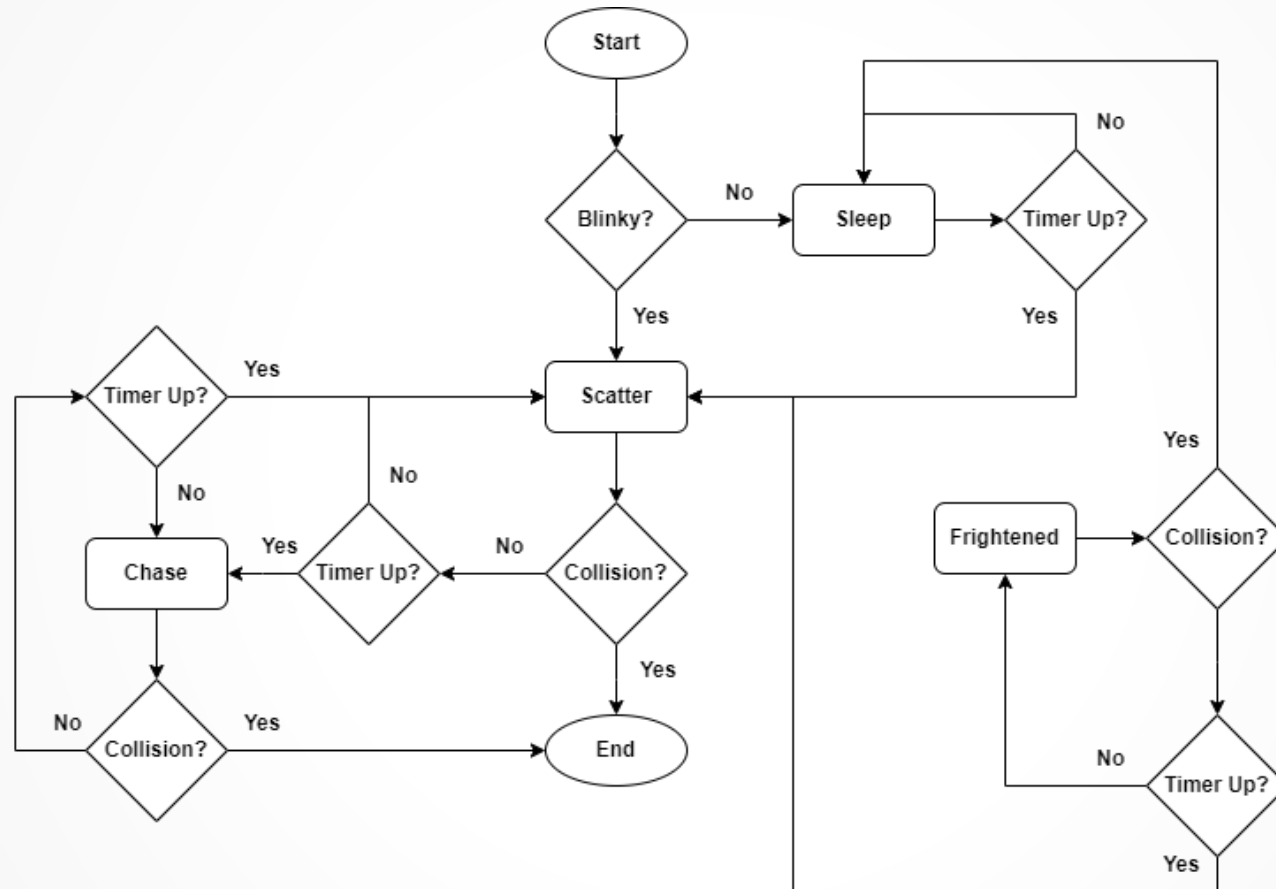 Start
No
No
Blinky?
Sleep
Timer Up?
Yes
Yes
Yes
Timer Up?
Scatter
Yes
No
No
Frightened
Collision?
Chase
Yes
Timer Up?
No
Collision?
Yes
No
Yes
Collision?
End
No
Timer Up?
Yes